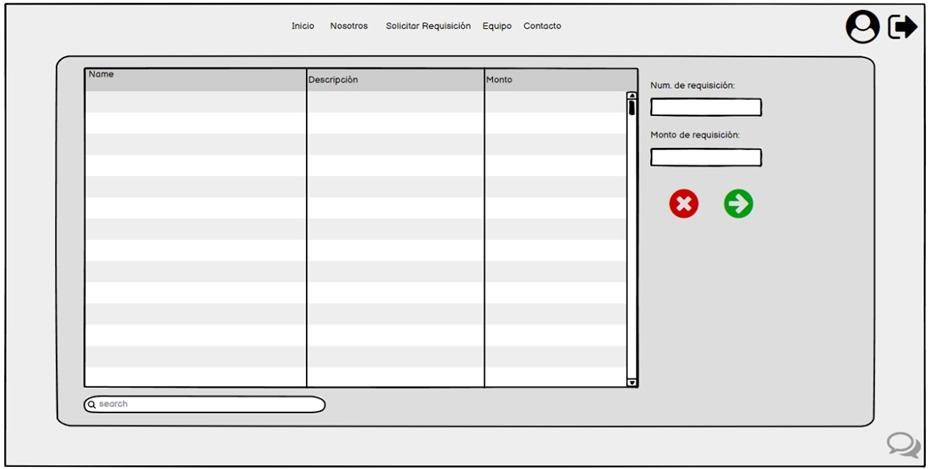 Inicio Nosotros Solicitar Requisición Equipo Contacto
Name Descripción Monto
Num. de requisición:
Monto de requisición:
search